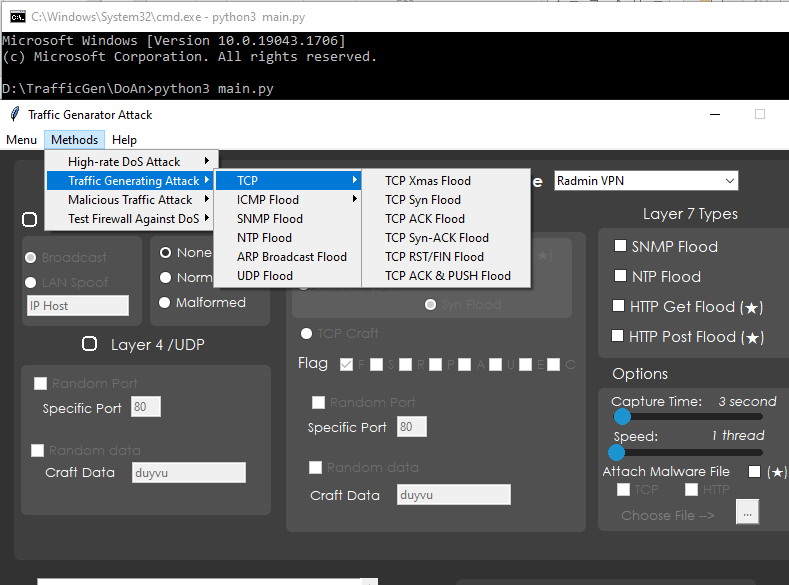 C:\Windows\System32\cmd.exe - python3 main.py
Microsoft Windows [Version 10.0.19043.1706]
(c) Microsoft Corporation. All rights reserved.
D:\TrafficGen\DoAn>python3 main.py
Traffic Genarator Attack
Menu Methods Help
High-rate DoS Attack
Traffic Generating Attack
Malicious Traffic Attack
Test Firewall Against DoS
TCP
ICMP Flood
SNMP Flood
NTP Flood
ARP Broadcast Flood
UDP Flood
TCP Xmas Flood
TCP Syn Flood
TCP ACK Flood
TCP Syn-ACK Flood
TCP RST/FIN Flood
TCP ACK & PUSH Flood
e Radmin VPN
Broadcast
LAN Spoof
IP Host
None
Norm
Malformed
★)
Syn Flood
Layer 4 /UDP
Random Port
Specific Port 80
Random data
Craft Data duyvu
TCP Craft
Flag F S R P A U E C
Random Port
Specific Port 80
Random data
Craft Data duyvu
Layer 7 Types
SNMP Flood
NTP Flood
HTTP Get Flood (★)
HTTP Post Flood (★)
Options
Capture Time: 3 second
Speed: 1 thread
Attach Malware File (★)
TCP HTTP
Choose File --> ...